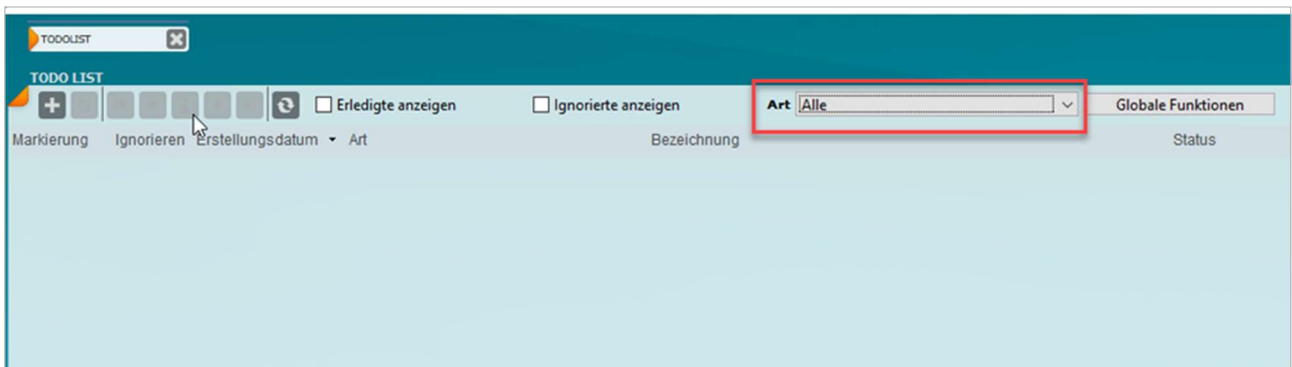 TODOLIST
TODO LIST
Erledigte anzeigen Ignorierte anzeigen Art Alle Globale Funktionen
Markierung Ignorieren Erstellungsdatum Art Bezeichnung Status